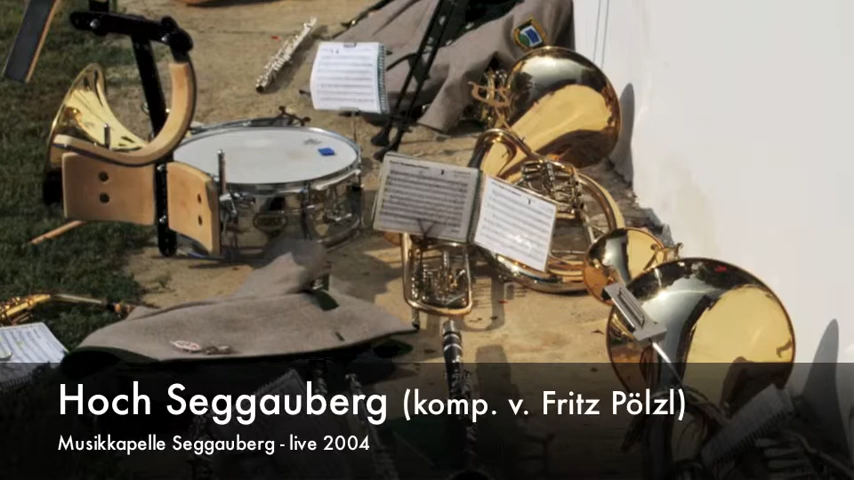 Hoch Seggauberg (komp. v. Fritz Pölzl)
Musikkapelle Seggauberg - live 2004